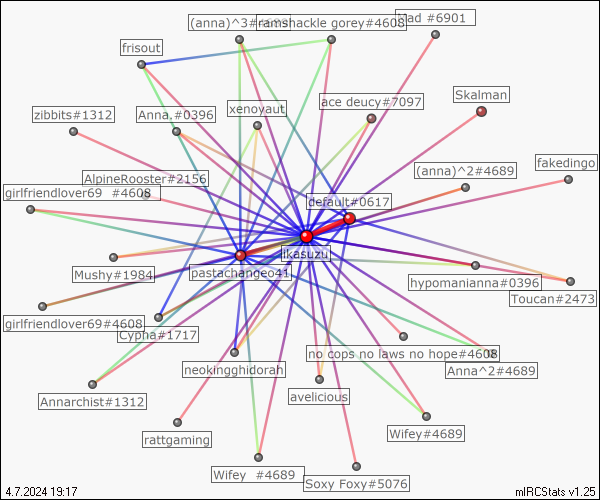 (anna)^3#4689
ramshackle gorey#4608
Mad #6901
frisout
ace deucy#7097
Skalman
zibbits#1312
Anna.#0396
xenoyaut
fakedingo
AlpineRooster#2156
(anna)^2#4689
girlfriendlover69  #4608
default#0617
ikasuzu
Mushy#1984
pastachangeo41
hypomanianna#0396
Toucan#2473
girlfriendlover69#4608
Cypha#1717
no cops no laws no hope#4608
neokingghidorah
Anna^2#4689
Annarchist#1312
avelicious
rattgaming
Wifey#4689
Wifey  #4689
Soxy Foxy#5076
4.7.2024 19:17
mIRCStats v1.25